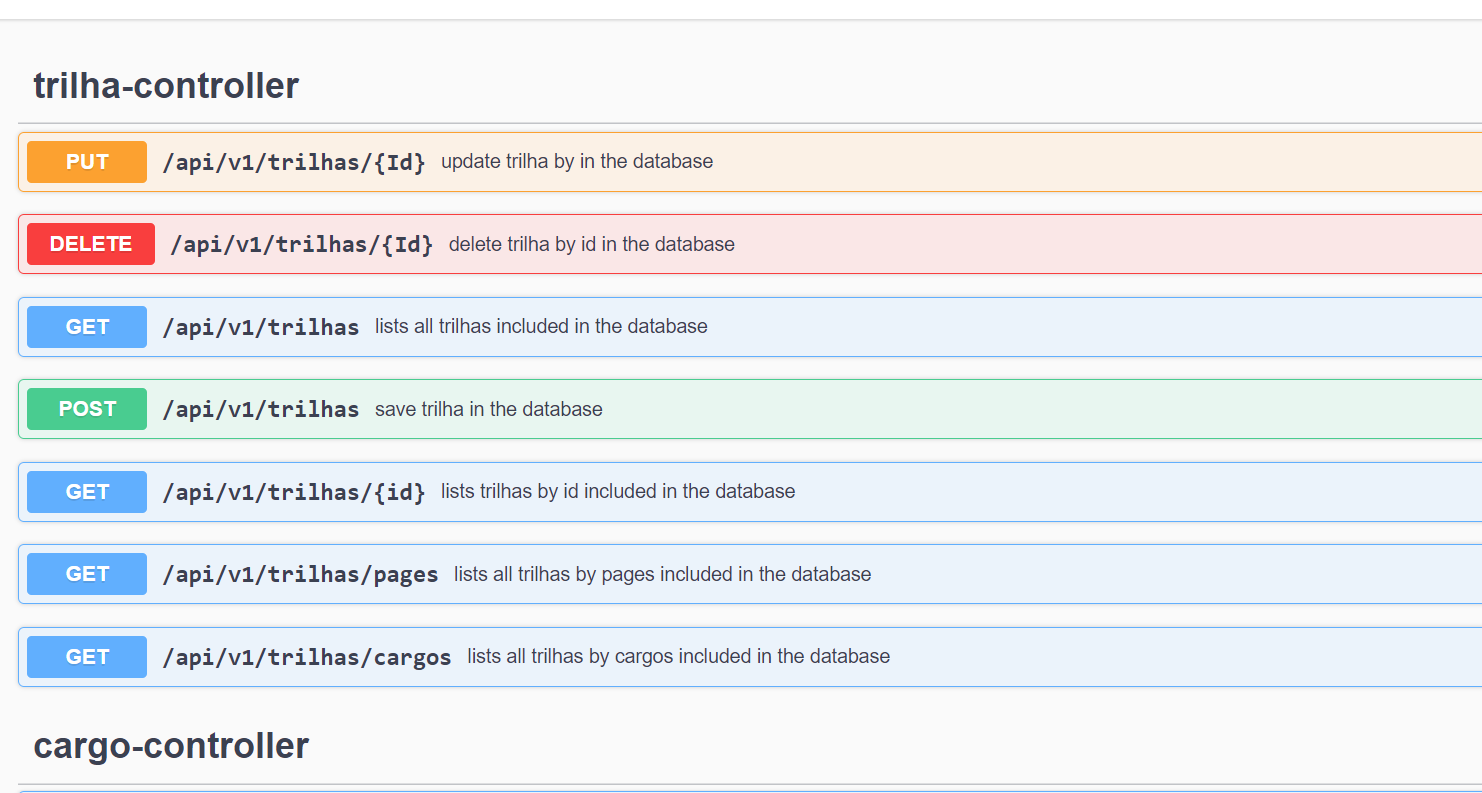 trilha-controller
PUT /api/v1/trilhas/{Id} update trilha by in the database
DELETE /api/v1/trilhas/{Id} delete trilha by id in the database
GET /api/v1/trilhas lists all trilhas included in the database
POST /api/v1/trilhas save trilha in the database
GET /api/v1/trilhas/{id} lists trilhas by id included in the database
GET /api/v1/trilhas/pages lists all trilhas by pages included in the database
GET /api/v1/trilhas/cargos lists all trilhas by cargos included in the database
cargo-controller